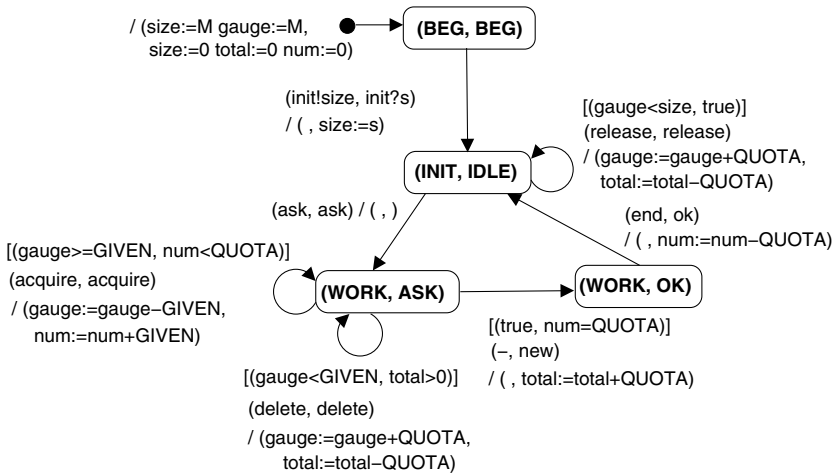 / (size:=M gauge:=M,
size:=0 total:=0 num:=0)
(BEG, BEG)
(init!size, init?s)
/ ( , size:=s)
[(gauge<size, true)]
(release, release)
/ (gauge:=gauge+QUOTA,
total:=total−QUOTA)
(INIT, IDLE)
(ask, ask) / ( , )
(end, ok)
/ ( , num:=num−QUOTA)
[(gauge>=GIVEN, num<QUOTA)]
(acquire, acquire)
/ (gauge:=gauge−GIVEN,
num:=num+GIVEN)
(WORK, ASK)
(WORK, OK)
[(true, num=QUOTA)]
(−, new)
/ ( , total:=total+QUOTA)
[(gauge<GIVEN, total>0)]
(delete, delete)
/ (gauge:=gauge+QUOTA,
total:=total−QUOTA)